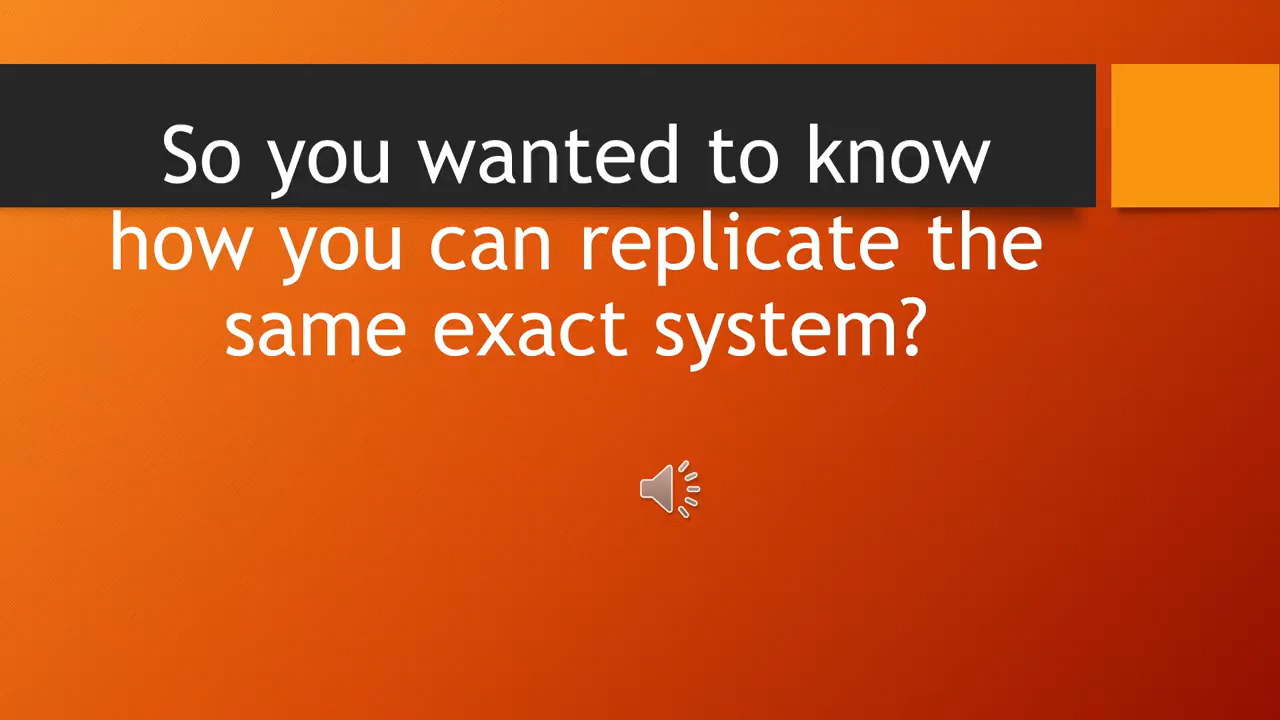 So you wanted to know
how you can replicate the
same exact system?